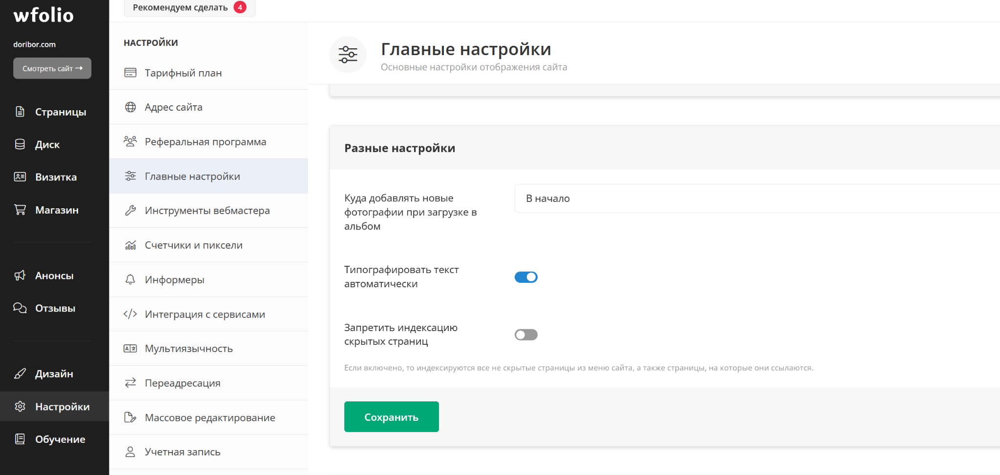 wfolio
doribor.com
Смотреть сайт →
Страницы
Диск
Визитка
Магазин
Анонсы
Отзывы
Дизайн
Настройки
Обучение
Рекомендуем сделать 4
НАСТРОЙКИ
Тарифный план
Адрес сайта
Реферальная программа
Главные настройки
Инструменты вебмастера
Счетчики и пиксели
Информеры
Интеграция с сервисами
Мультиязычность
Переадресация
Массовое редактирование
Учетная запись
Главные настройки
Основные настройки отображения сайта
Разные настройки
Куда добавлять новые
фотографии при загрузке в
альбом
В начало
Типографировать текст
автоматически
Запретить индексацию
скрытых страниц
Если включено, то индексируются все не скрытые страницы из меню сайта, а также страницы, на которые они ссылаются.
Сохранить